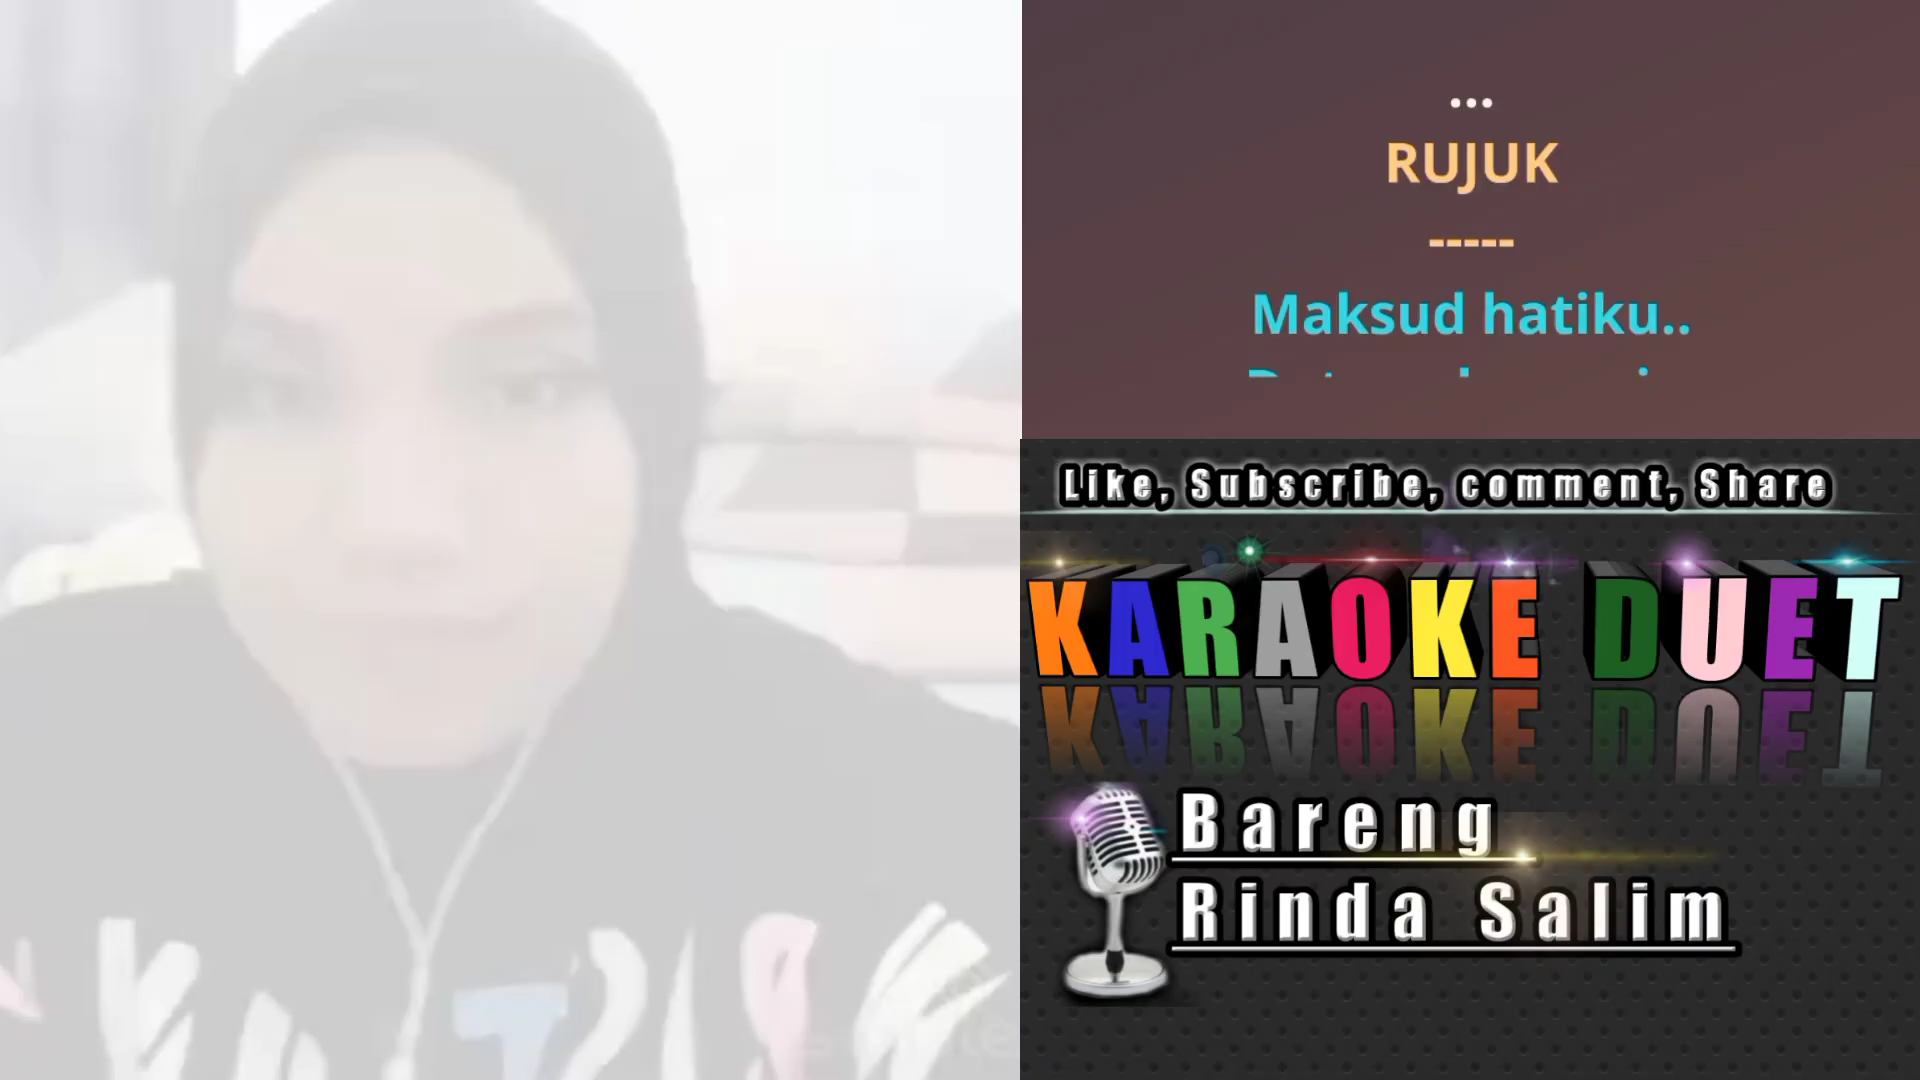 ...
RUJUK
-----
Maksud hatiku..
Like, Subscribe, comment, Share
KARAOKE DUET
Bareng
Rinda Salim